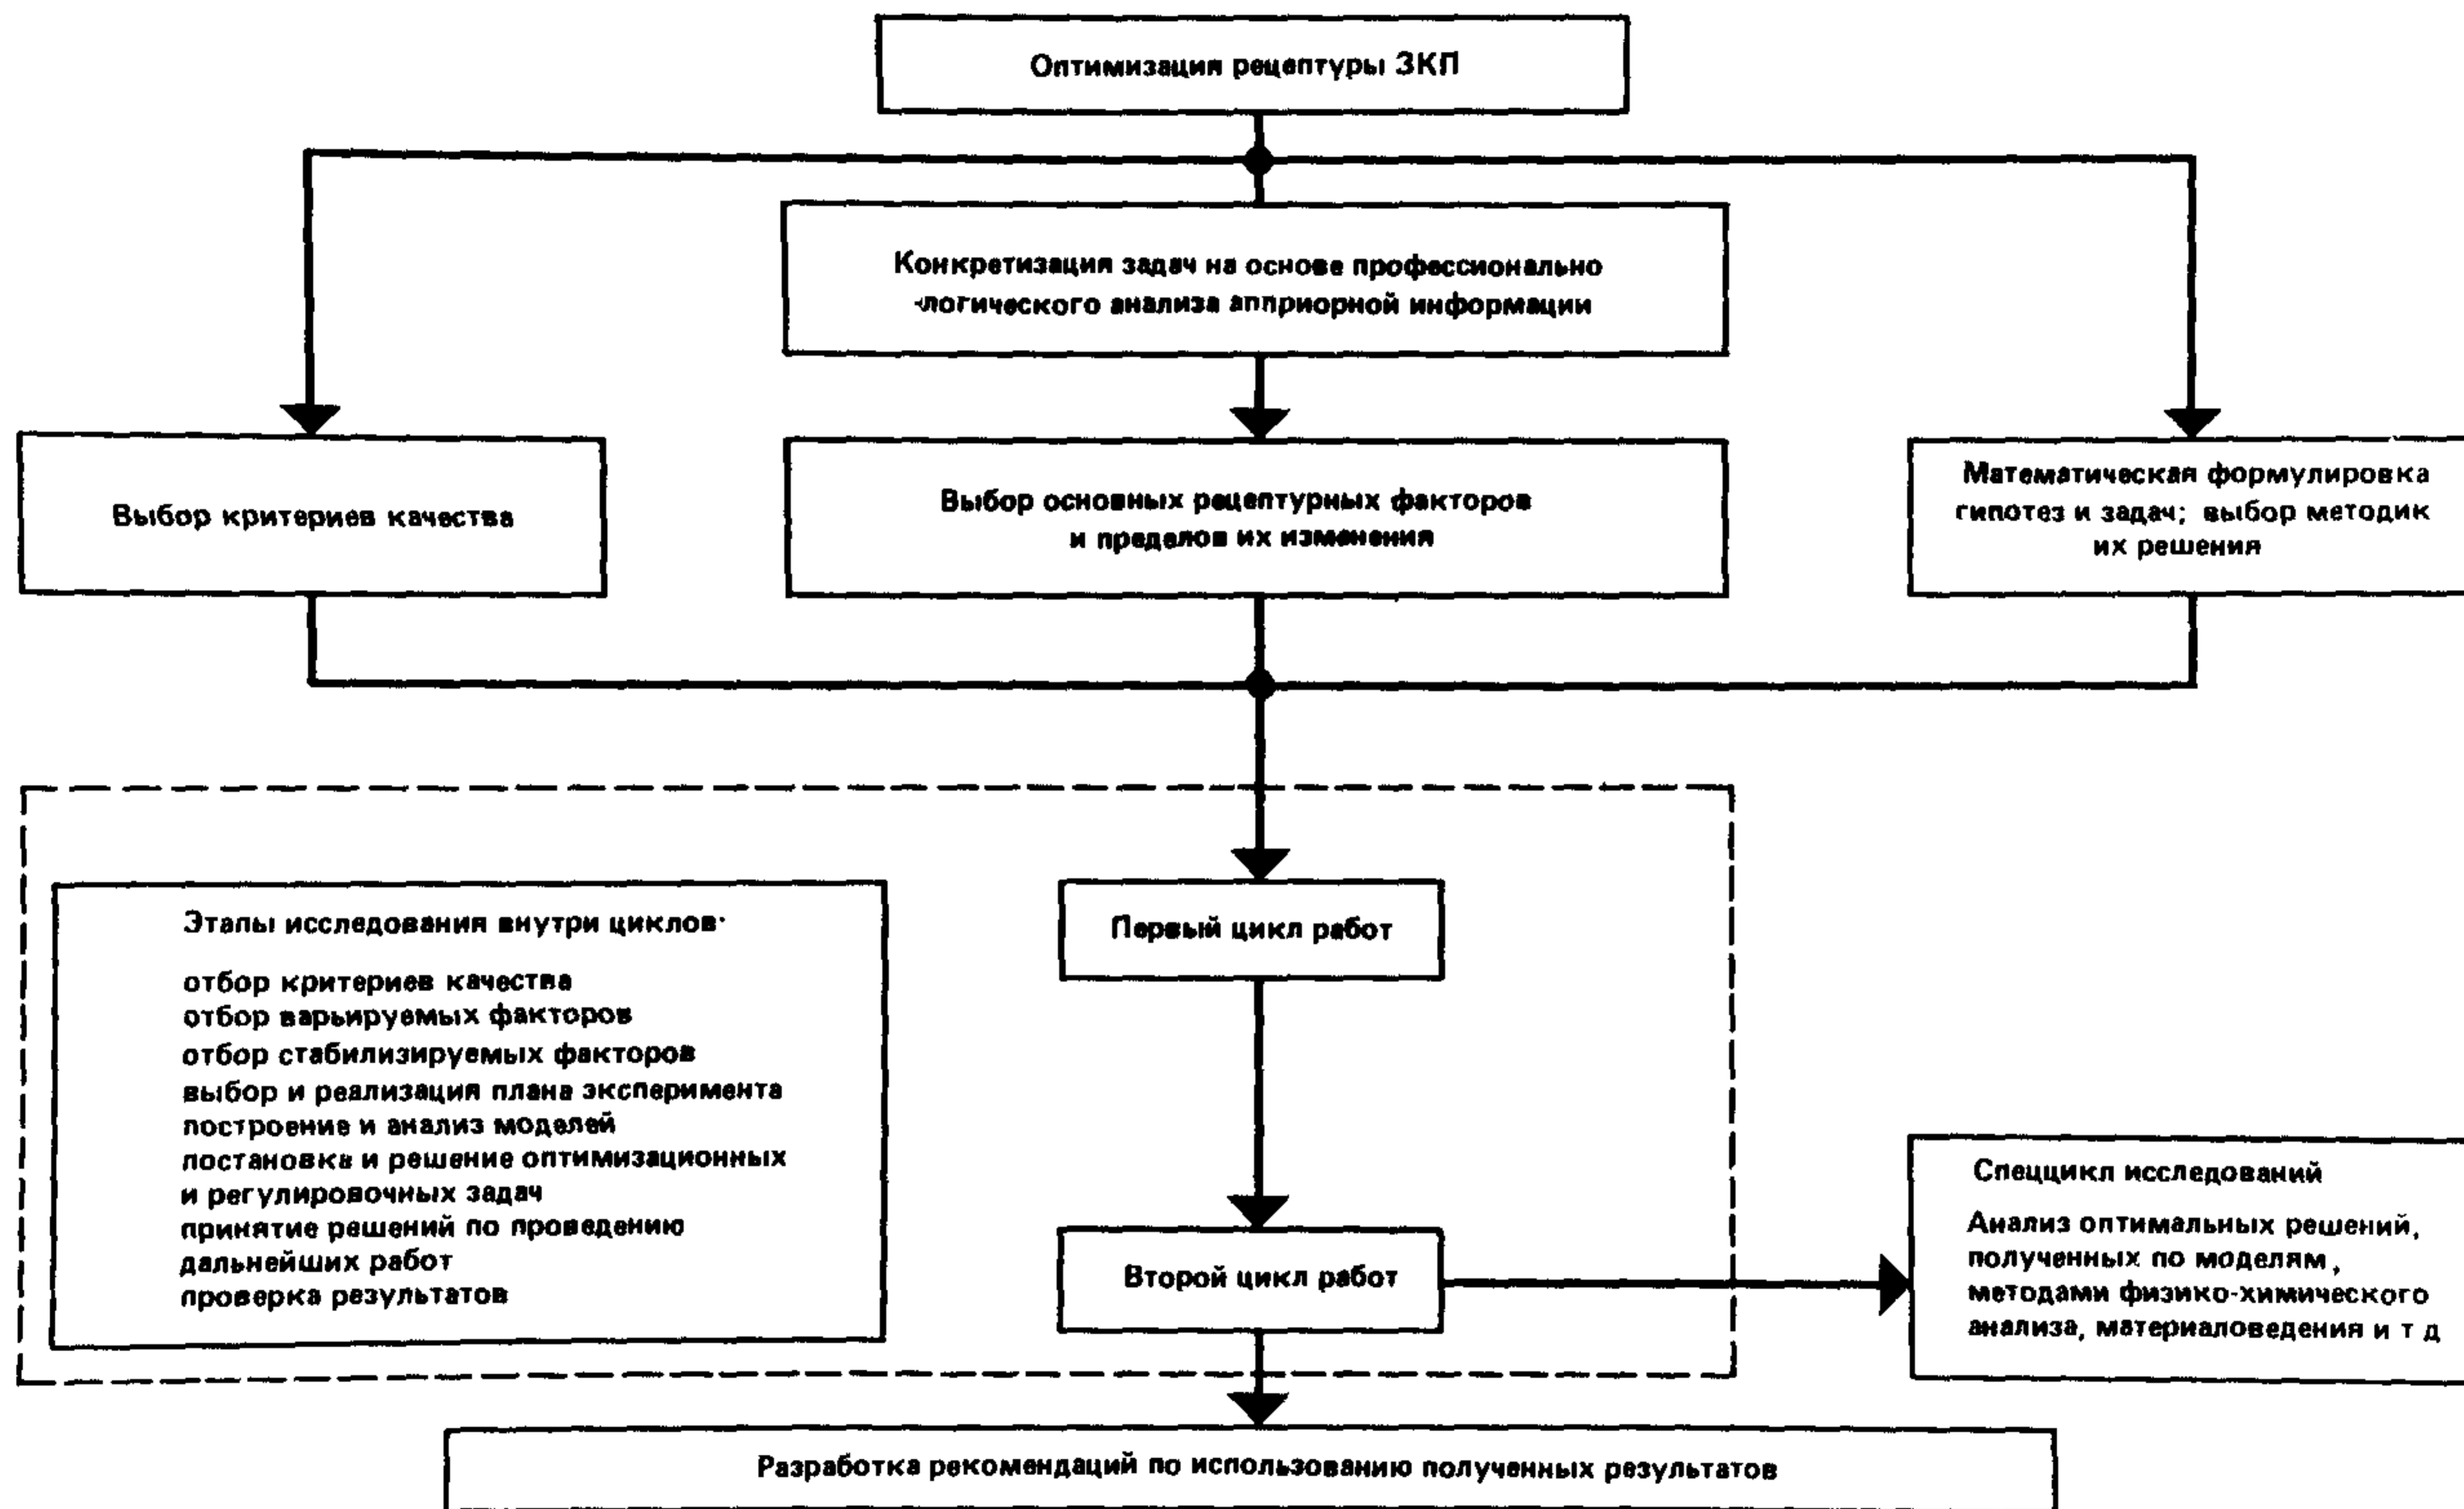 Оптимизация рецептуры ЗКП
Конкретизация задач на основе профессионально
-логического анализа апприорной информации
Выбор критериев качества
Выбор основных рецептурных факторов
и пределов их изменения
Математическая формулировка
гипотез и задач; выбор методик
их решения
Этапы исследования внутри циклов·
отбор критериев качества
отбор варьируемых факторов
отбор стабилизируемых факторов
выбор и реализация плана эксперимента
построение и анализ моделей
постановка и решение оптимизационных
и регулировочных задач
принятие решений по проведению
дальнейших работ
проверка результатов
Первый цикл работ
Второй цикл работ
Спеццикл исследований
Анализ оптимальных решений,
полученных по моделям,
методами физико-химического
анализа, материаловедения и т д
Разработка рекомендаций по использованию полученных результатов